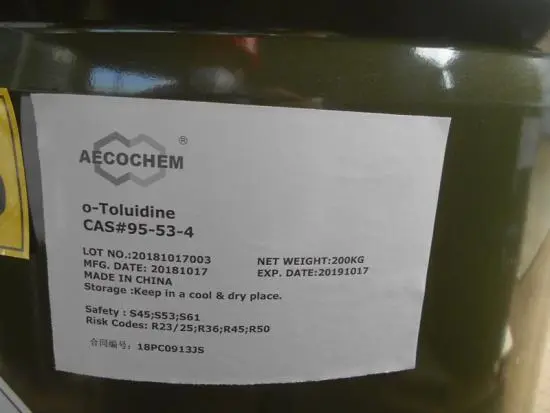 ®
AECOCHEM
o-Toluidine
CAS#95-53-4
LOT NO.:20181017003 NET WEIGHT:200KG
MFG. DATE: 20181017 EXP. DATE:20191017
MADE IN CHINA
Storage :Keep in a cool & dry place.
Safety : S45;S53;S61
Risk Codes: R23/25;R36;R45;R50
合同编号: 18PC0913JS